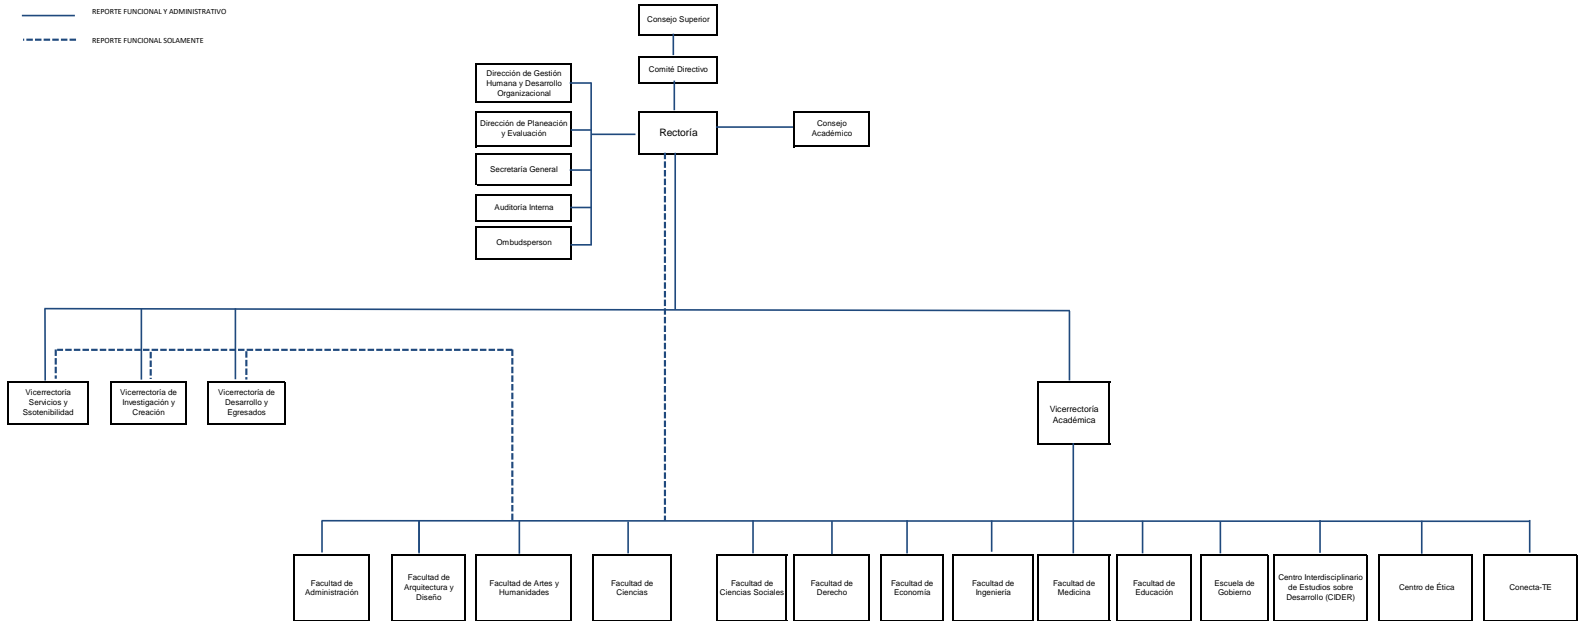 REPORTE FUNCIONAL Y ADMINISTRATIVO
REPORTE FUNCIONAL SOLAMENTE
Consejo Superior
Comité Directivo
Dirección de Gestión
Humana y Desarrollo
Organizacional
Dirección de Planeación
y Evaluación
Rectoría
Consejo
Académico
Secretaría General
Auditoría Interna
Ombudsperson
Vicerrectoría
Servicios y
Ssotenibilidad
Vicerrectoría de
Investigación y
Creación
Vicerrectoría de
Desarrollo y
Egresados
Vicerrectoría
Académica
Facultad de
Administración
Facultad de
Arquitectura y
Diseño
Facultad de Artes y
Humanidades
Facultad de
Ciencias
Facultad de
Ciencias Sociales
Facultad de
Derecho
Facultad de
Economía
Facultad de
Ingeniería
Facultad de
Medicina
Facultad de
Educación
Escuela de
Gobierno
Centro Interdisciplinario
de Estudios sobre
Desarrollo (CIDER)
Centro de Ética
Conecta-TE